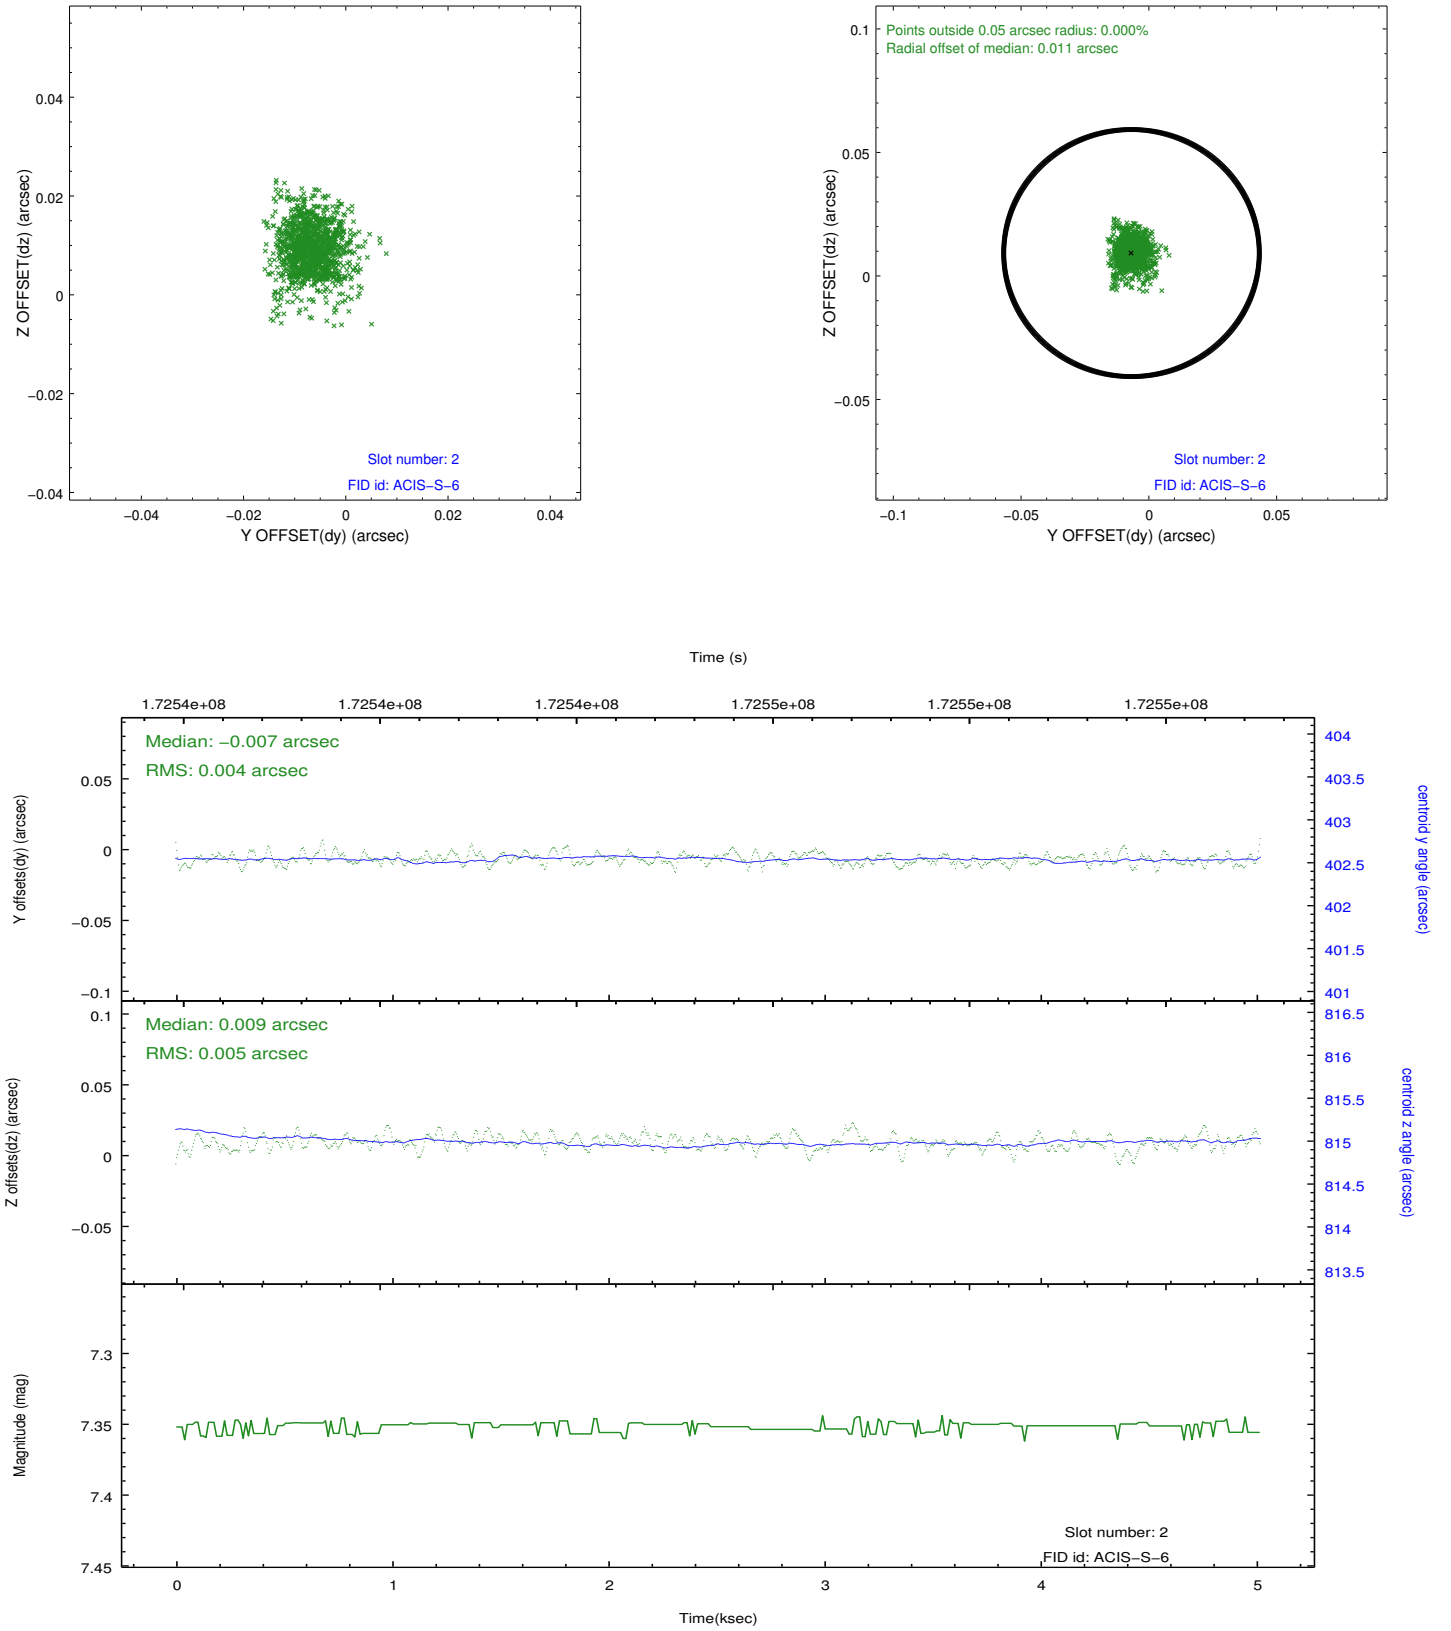 0.04
0.02
0
−0.02
−0.04
Z OFFSET(dz) (arcsec)
Slot number: 2
FID id: ACIS−S−6
−0.04
−0.02
0
0.02
0.04
Y OFFSET(dy) (arcsec)
Points outside 0.05 arcsec radius: 0.000%
Radial offset of median: 0.011 arcsec
0.1
0.05
0
−0.05
Z OFFSET(dz) (arcsec)
Slot number: 2
FID id: ACIS−S−6
−0.1
−0.05
0
0.05
Y OFFSET(dy) (arcsec)
Time (s)
1.7254e+08
1.7254e+08
1.7254e+08
1.7255e+08
1.7255e+08
1.7255e+08
Median: −0.007 arcsec
RMS: 0.004 arcsec
0.05
0
−0.05
−0.1
Y offsets(dy) (arcsec)
404
403.5
403
402.5
402
401.5
401
centroid y angle (arcsec)
Median: 0.009 arcsec
RMS: 0.005 arcsec
0.1
0.05
0
−0.05
Z offsets(dz) (arcsec)
816.5
816
815.5
815
814.5
814
813.5
centroid z angle (arcsec)
7.3
7.35
7.4
7.45
Magnitude (mag)
Slot number: 2
FID id: ACIS−S−6
0
1
2
3
4
5
Time(ksec)